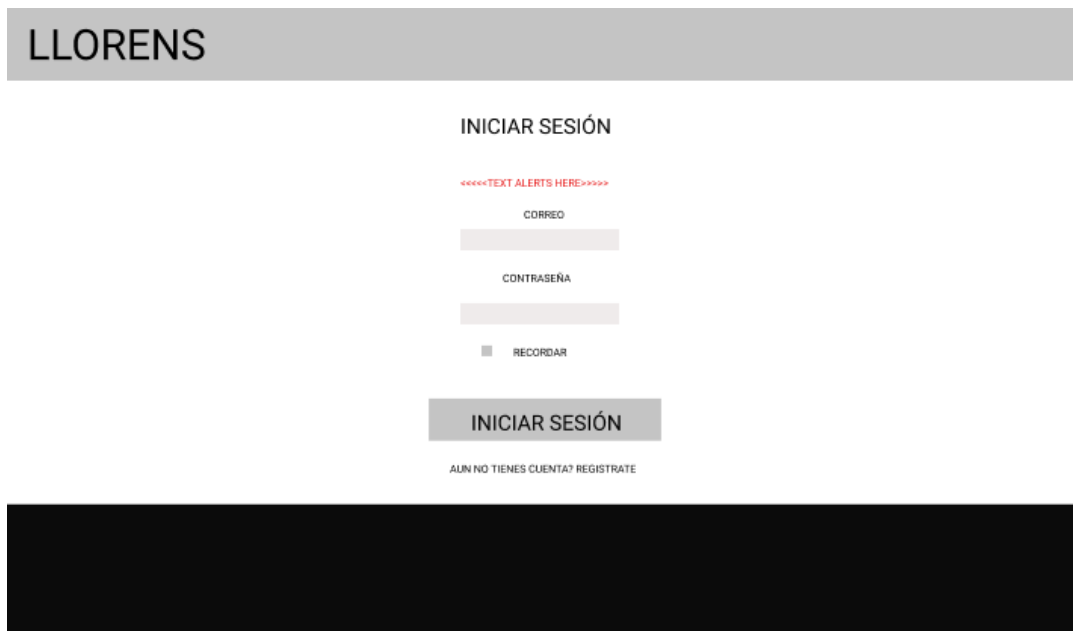 LLORENS
INICIAR SESIÓN
<<<<<TEXT ALERTS HERE>>>>>
CORREO
CONTRASEÑA
RECORDAR
INICIAR SESIÓN
AUN NO TIENES CUENTA? REGISTRATE